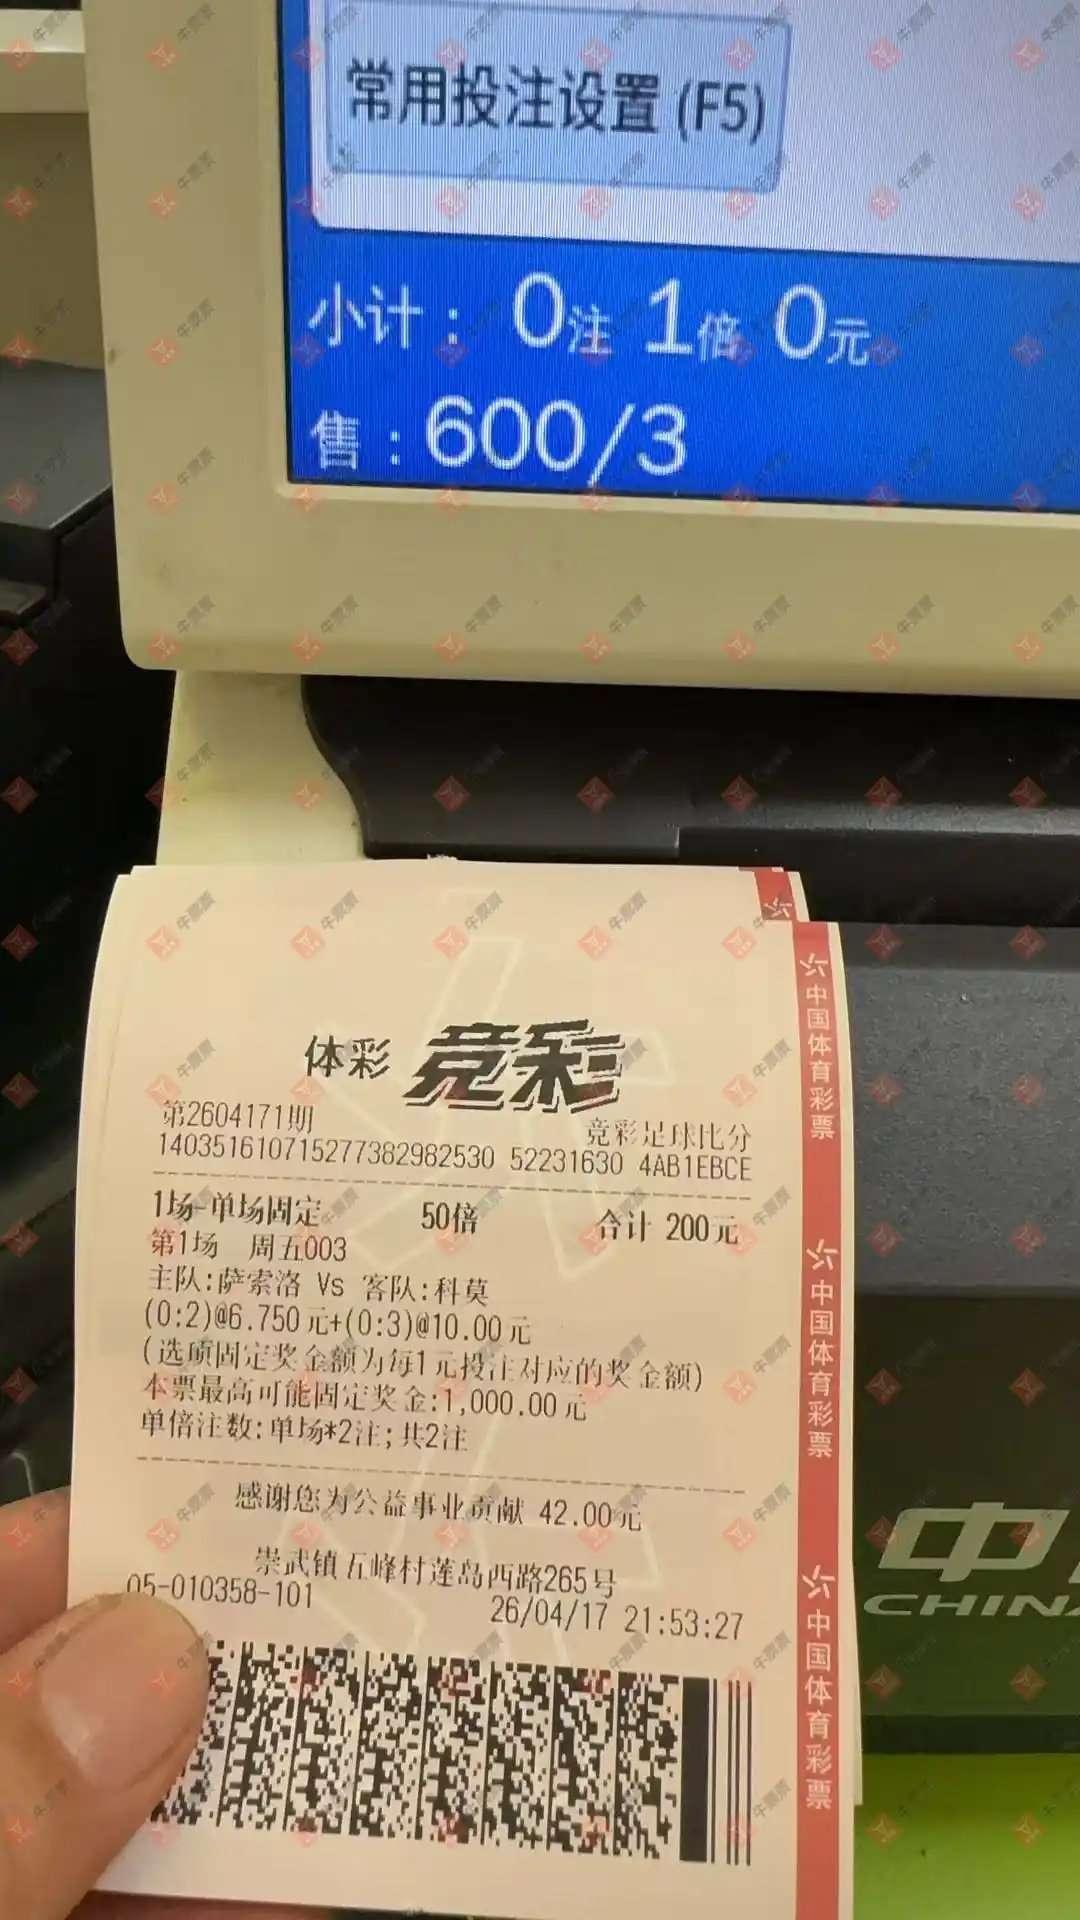 常用投注设置 (F5)
小计： 0注 1倍 0元
售：600/3
体彩 竞彩
第2604171期 竞彩足球比分
140351610715277382982530 52231630 4AB1EBCE
1场-单场固定 50倍 合计 200元
第1场 周五003
主队:萨索洛 Vs 客队:科莫
(0:2)@6.750元+(0:3)@10.00元
(选项固定奖金额为每1元投注对应的奖金额)
本票最高可能固定奖金:1,000.00元
单倍注数:单场*2注;共2注
感谢您为公益事业贡献 42.00元
崇武镇五峰村莲岛西路265号
05-010358-101 26/04/17 21:53:27
中国体育彩票
中国体育彩票
中国体育彩票
中
CHINA
牛票票